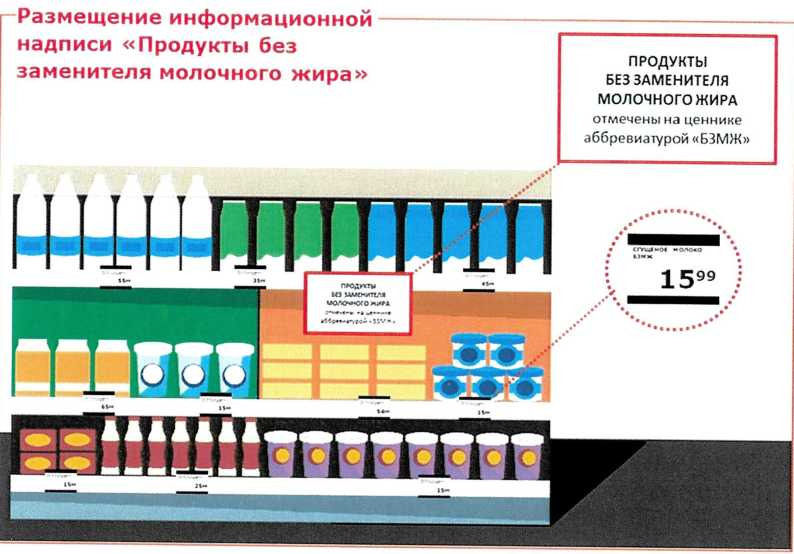 Размещение информационной
надписи «Продукты без
заменителя молочного жира»
ПРОДУКТЫ
БЕЗ ЗАМЕНИТЕЛЯ
МОЛОЧНОГО ЖИРА
отмечены на ценнике
аббревиатурой «БЗМЖ»
СГУЩЕНОЕ МОЛОКО
БЗМЖ
15⁹⁹
ПРОДУКТЫ
БЕЗ ЗАМЕНИТЕЛЯ
МОЛОЧНОГО ЖИРА
отмечены на ценнике
аббревиатурой «БЗМЖ»